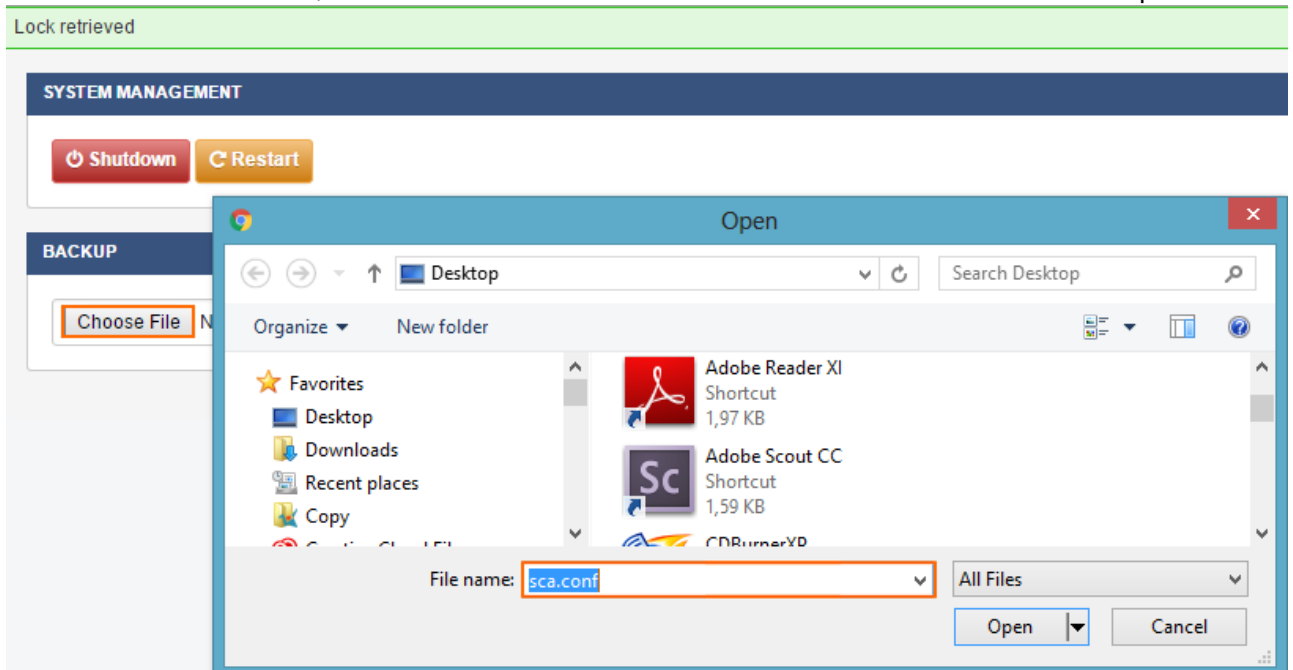 Lock retrieved
SYSTEM MANAGEMENT
Shutdown
Restart
Open
BACKUP
Desktop
Search Desktop
Choose File
Organize
New folder
Favorites
Desktop
Downloads
Recent places
Copy
Adobe Reader XI
Shortcut
1,97 KB
Adobe Scout CC
Shortcut
1,59 KB
CDBurnerXP
File name: sca.conf
All Files
Open
Cancel